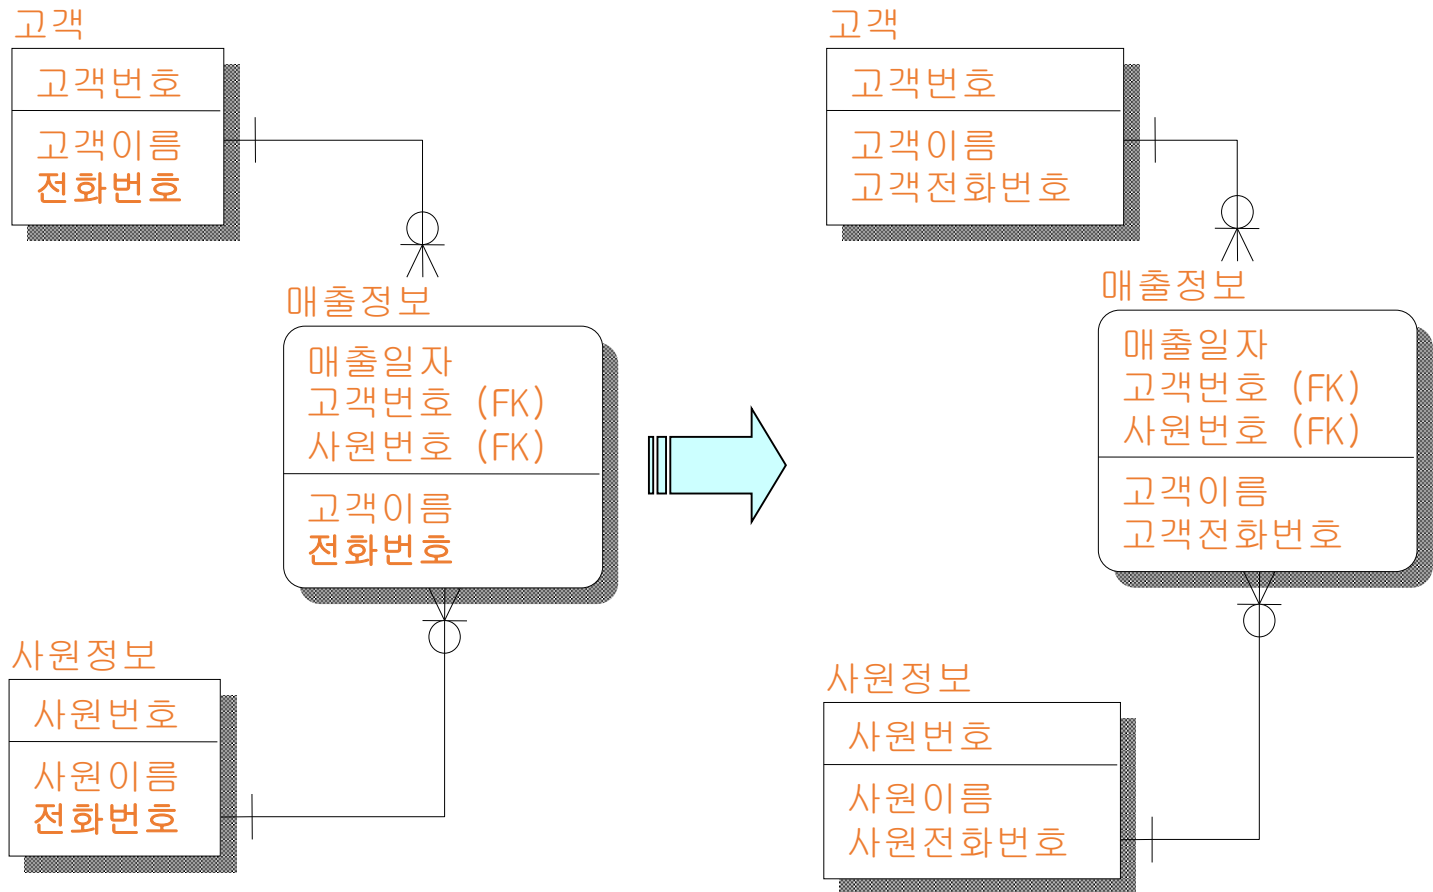 고객
고객번호
고객이름
전화번호
매출정보
매출일자
고객번호 (FK)
사원번호 (FK)
고객이름
전화번호
사원정보
사원번호
사원이름
전화번호
고객
고객번호
고객이름
고객전화번호
매출정보
매출일자
고객번호 (FK)
사원번호 (FK)
고객이름
고객전화번호
사원정보
사원번호
사원이름
사원전화번호